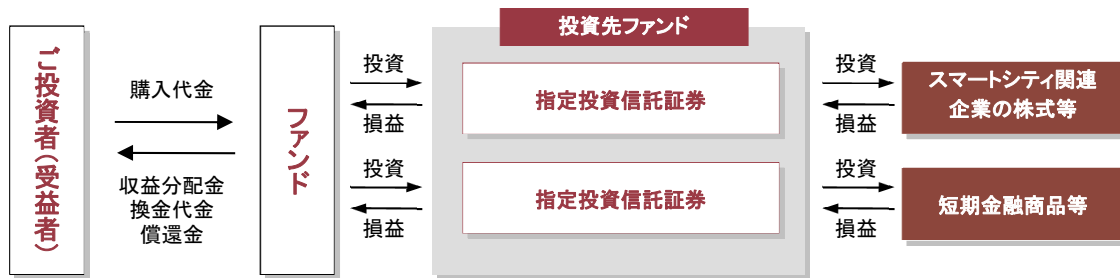 ご投資者(受益者)
購入代金
収益分配金
換金代金
償還金
ファンド
投資
損益
投資
損益
投資先ファンド
指定投資信託証券
指定投資信託証券
投資
損益
投資
損益
スマートシティ関連
企業の株式等
短期金融商品等